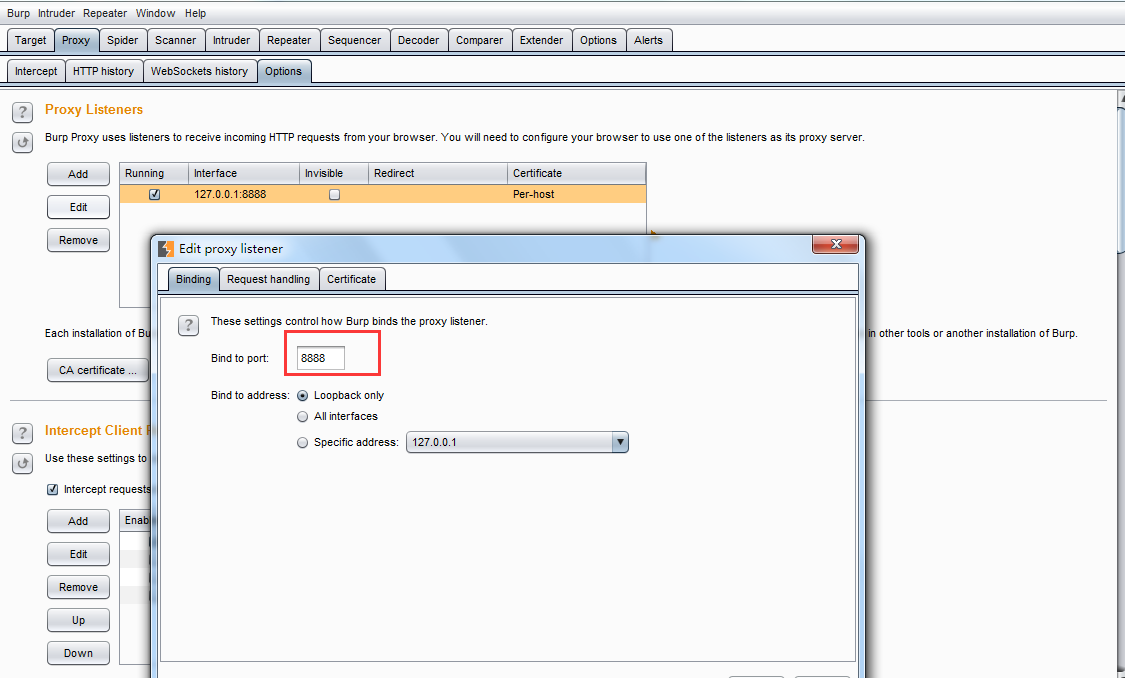 Burp Intruder Repeater Window Help
Target Proxy Spider Scanner Intruder Repeater Sequencer Decoder Comparer Extender Options Alerts
Intercept HTTP history WebSockets history Options
? Proxy Listeners
Burp Proxy uses listeners to receive incoming HTTP requests from your browser. You will need to configure your browser to use one of the listeners as its proxy server.
Add Running Interface Invisible Redirect Certificate
127.0.0.1:8888 Per-host
Edit
Remove
Edit proxy listener
Binding Request handling Certificate
? These settings control how Burp binds the proxy listener.
Each installation of Bu in other tools or another installation of Burp.
Bind to port: 8888
CA certificate ...
Bind to address: Loopback only
All interfaces
Specific address: 127.0.0.1
? Intercept Client
Use these settings to
Intercept requests
Add Enab
Edit
Remove
Up
Down